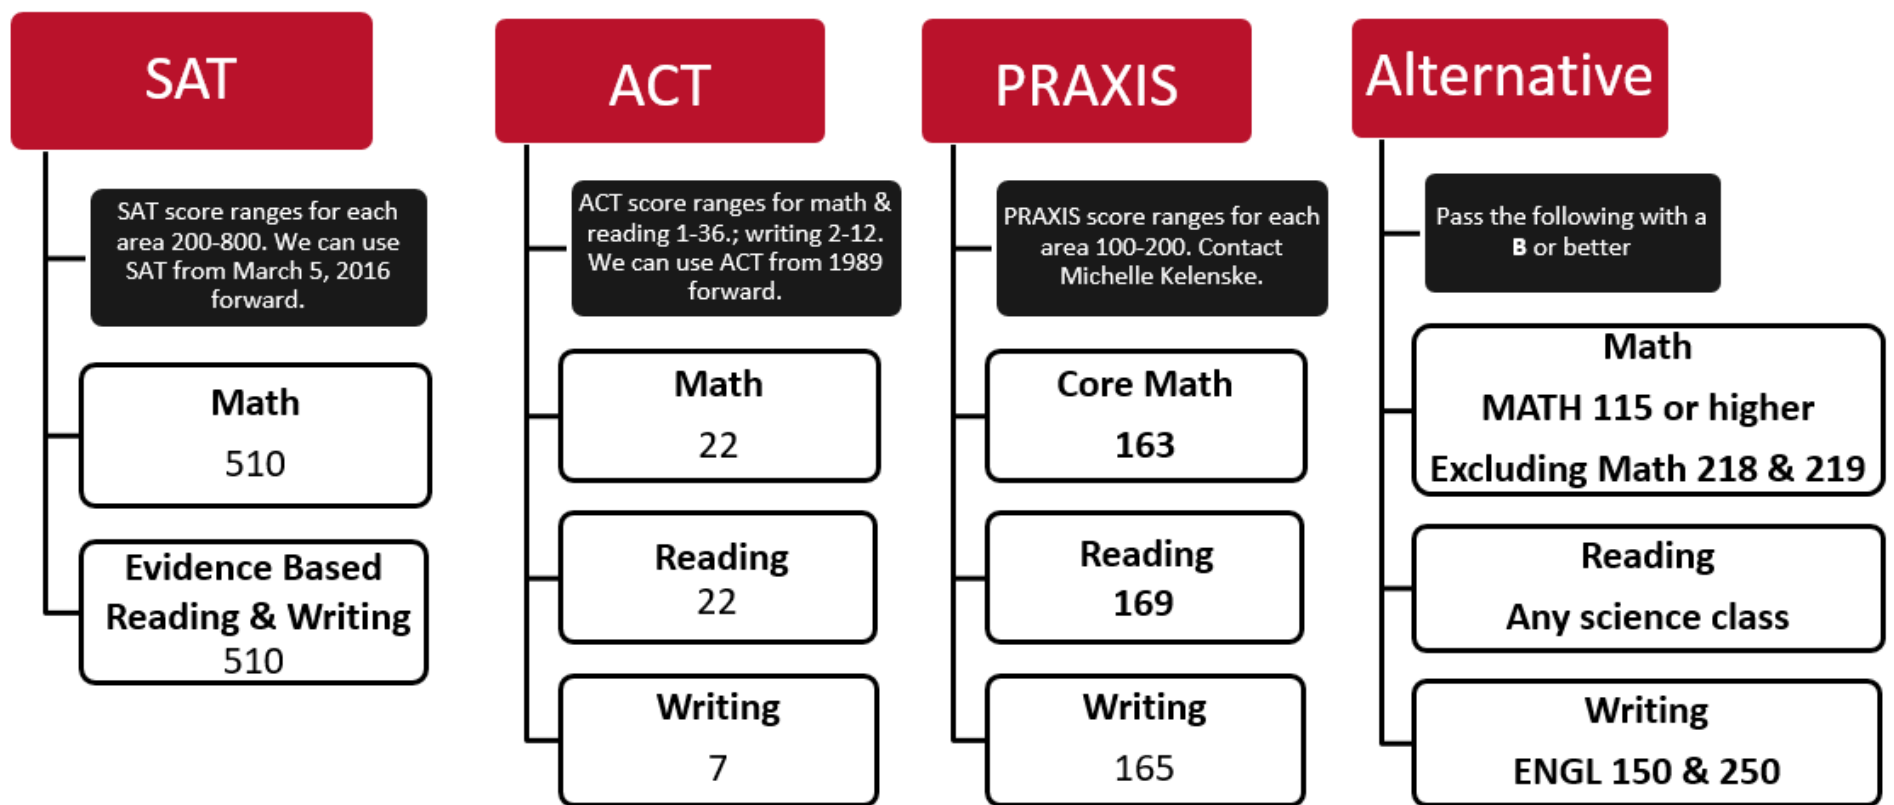 SAT
SAT score ranges for each
area 200-800. We can use
SAT from March 5, 2016
forward.
Math
510
Evidence Based
Reading & Writing
510
ACT
ACT score ranges for math &
reading 1-36.; writing 2-12.
We can use ACT from 1989
forward.
Math
22
Reading
22
Writing
7
PRAXIS
PRAXIS score ranges for each
area 100-200. Contact
Michelle Kelenske.
Core Math
163
Reading
169
Writing
165
Alternative
Pass the following with a
B or better
Math
MATH 115 or higher
Excluding Math 218 & 219
Reading
Any science class
Writing
ENGL 150 & 250